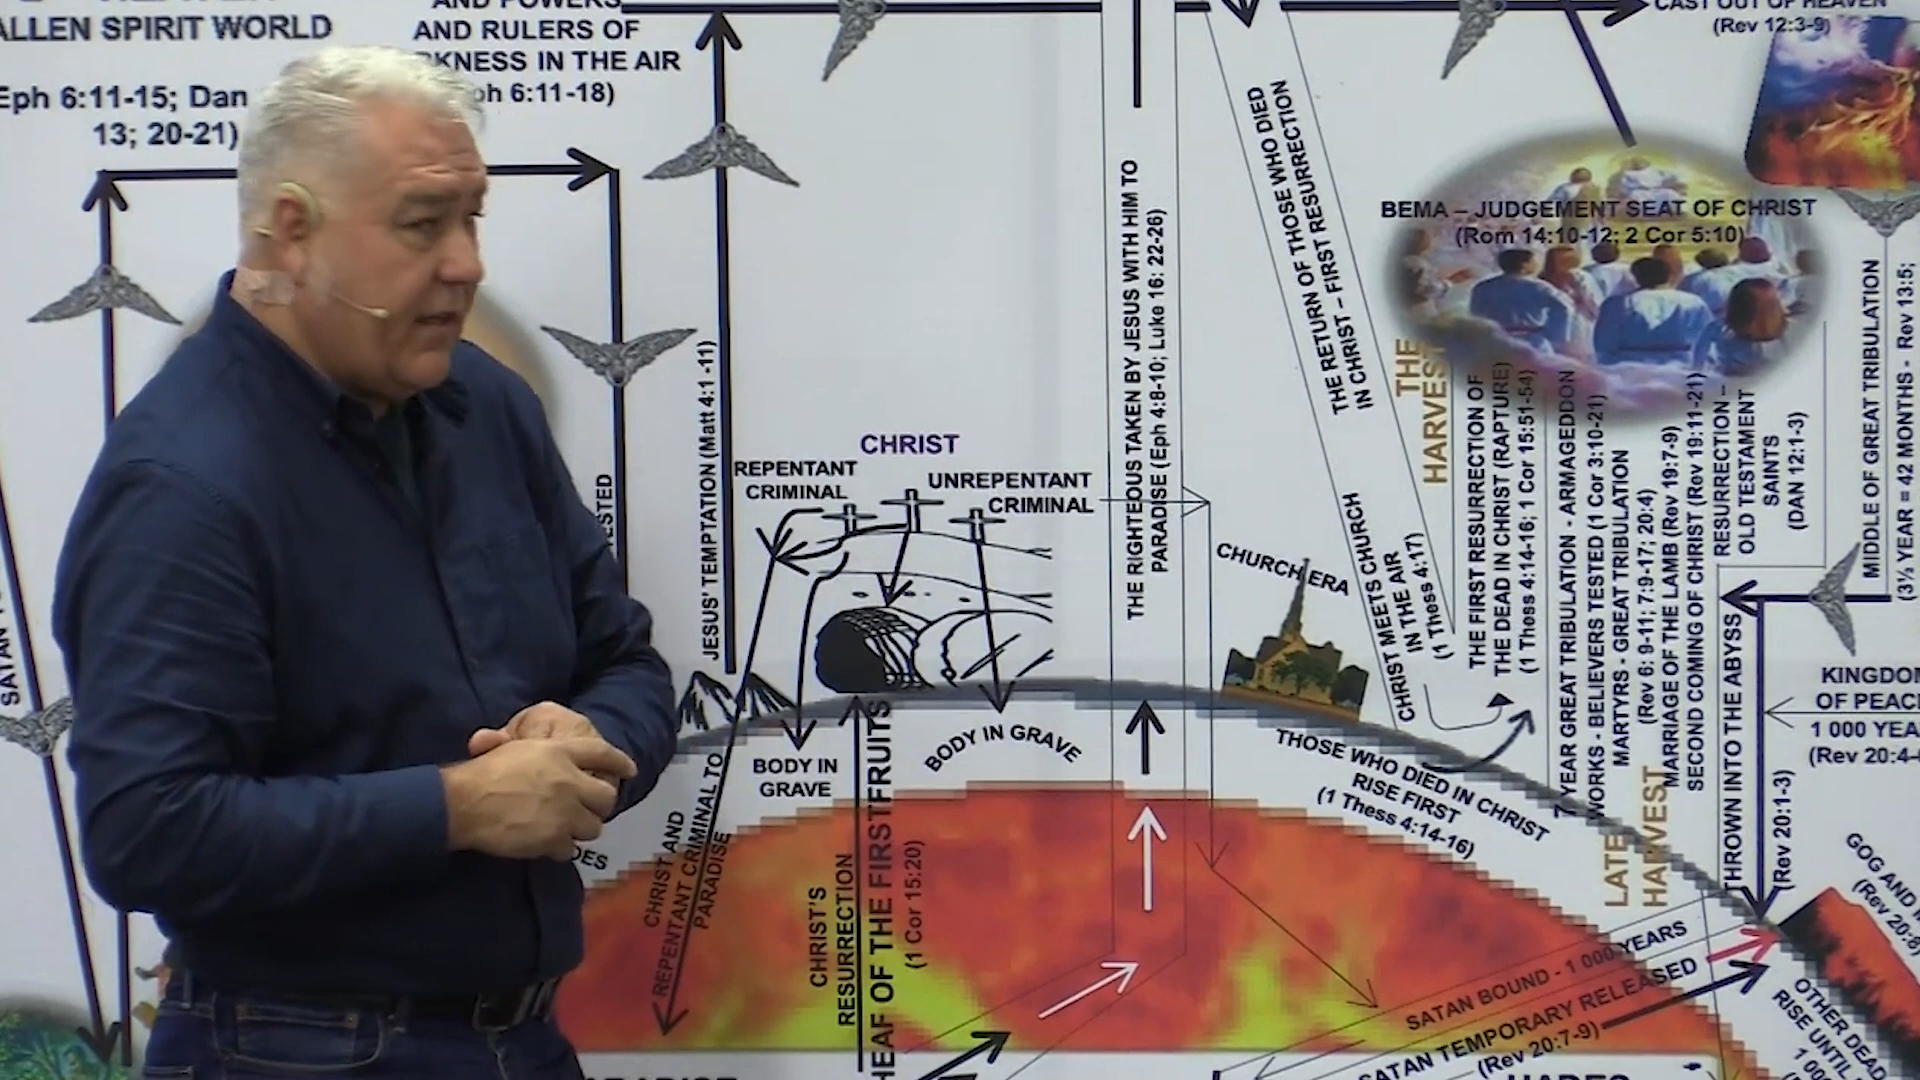 ALLEN SPIRIT WORLD
Eph 6:11-15; Dan
13; 20-21)
AND POWERS
AND RULERS OF
RKNESS IN THE AIR
ph 6:11-18)
CAST OUT OF HEAVEN
(Rev 12:3-9)
ESTED
JESUS' TEMPTATION (Matt 4:1 -11)
CHRIST
REPENTANT
CRIMINAL
UNREPENTANT
CRIMINAL
BODY IN
GRAVE
BODY IN GRAVE
CHRIST AND
REPENTANT CRIMINAL TO
PARADISE
CHRIST'S
RESURRECTION
HEAF OF THE FIRSTFRUITS
(1 Cor 15:20)
THE RIGHTEOUS TAKEN BY JESUS WITH HIM TO
PARADISE (Eph 4:8-10; Luke 16: 22-26)
THE RETURN OF THOSE WHO DIED
IN CHRIST – FIRST RESURRECTION
CHURCH ERA
CHRIST MEETS CHURCH
IN THE AIR
(1 Thess 4:17)
THOSE WHO DIED IN CHRIST
RISE FIRST
(1 Thess 4:14-16)
BEMA – JUDGEMENT SEAT OF CHRIST
(Rom 14:10-12; 2 Cor 5:10)
THE
HARVEST
THE FIRST RESURRECTION OF
THE DEAD IN CHRIST (RAPTURE)
(1 Thess 4:14-16; 1 Cor 15:51-54)
7 YEAR GREAT TRIBULATION - ARMAGEDDON
WORKS - BELIEVERS TESTED (1 Cor 3:10-21)
MARTYRS - GREAT TRIBULATION
(Rev 6: 9-11; 7:9-17; 20:4)
MARRIAGE OF THE LAMB (Rev 19:7-9)
SECOND COMING OF CHRIST (Rev 19:11-21)
RESURRECTION –
OLD TESTAMENT
SAINTS
(DAN 12:1-3)
LATE
HARVEST
MIDDLE OF GREAT TRIBULATION
(3½ YEAR = 42 MONTHS - Rev 13:5;
THROWN INTO THE ABYSS
(Rev 20:1-3)
KINGDOM
OF PEAC
1 000 YEA
(Rev 20:4-
SATAN BOUND - 1 000 YEARS
SATAN TEMPORARY RELEASED
(Rev 20:7-9)
GOG AND
(Rev 20:8
OTHER DEAD
RISE UNTIL
1 00
HADES